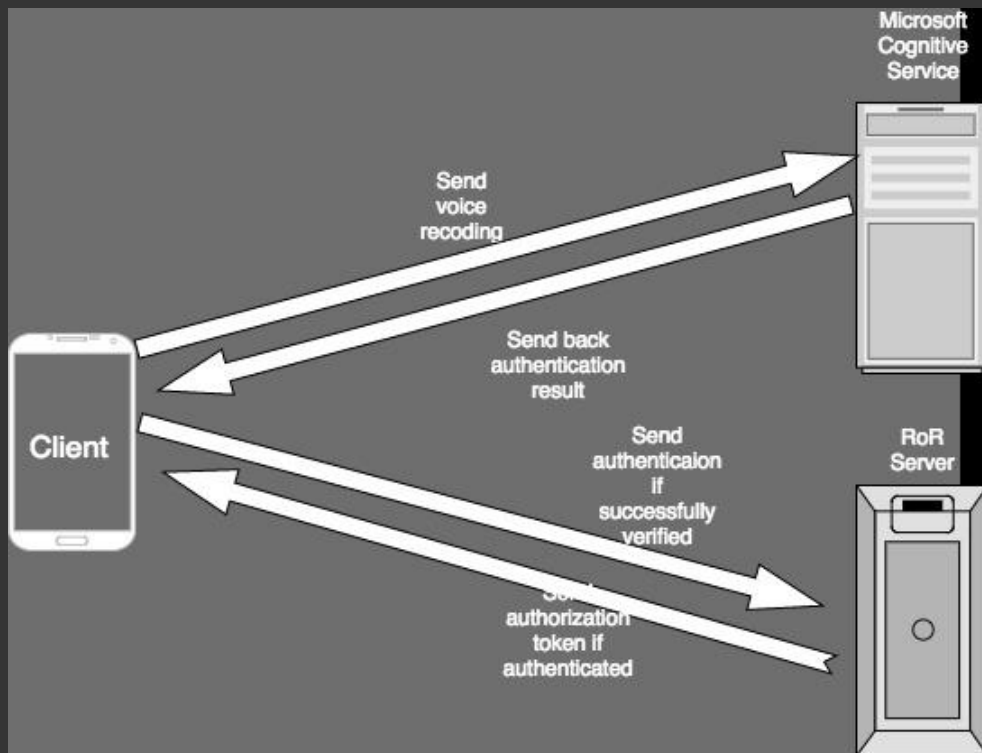 Microsoft
Cognitive
Service
Send
voice
recoding
Send back
authentication
result
Client
Send
authenticaion
if
successfully
verified
RoR
Server
Send
authorization
token if
authenticated